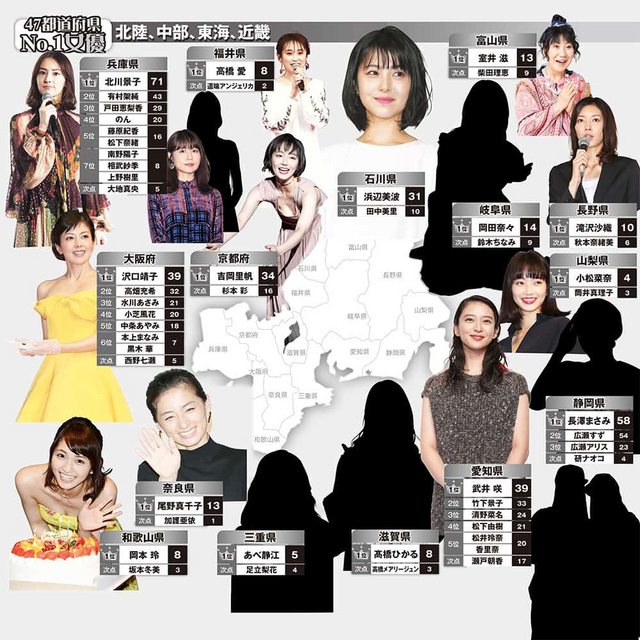 47都道府県
No.1女優
北陸、中部、東海、近畿
兵庫県
1位 北川景子 71
2位 有村架純 43
3位 戸田恵梨香 29
4位 のん 20
5位 藤原紀香 16
松下奈緒
7位 南野陽子 8
相武紗季
上野樹里
次点 大地真央 5
福井県
1位 高橋 愛 8
次点 道端アンジェリカ 2
富山県
1位 室井 滋 13
次点 柴田理恵 9
石川県
1位 浜辺美波 31
次点 田中美里 10
岐阜県
1位 岡田奈々 14
次点 鈴木ちなみ 9
長野県
1位 滝沢沙織 10
次点 秋本奈緒美 6
山梨県
1位 小松菜奈 4
次点 筒井真理子 3
大阪府
1位 沢口靖子 39
2位 高畑充希 32
3位 水川あさみ 21
4位 小芝風花 20
5位 中条あやみ 18
6位 本上まなみ 7
黒木 華
次点 西野七瀬 5
京都府
1位 吉岡里帆 34
次点 杉本 彩 16
石川県
富山県
長野県
福井県
岐阜県
山梨県
京都府
兵庫県
滋賀県
愛知県
静岡県
大阪府
奈良県
三重県
和歌山県
静岡県
1位 長澤まさみ 58
2位 広瀬すず 54
3位 広瀬アリス 23
次点 研ナオコ 4
愛知県
1位 武井 咲 39
2位 竹下景子 33
3位 清野菜名 24
4位 松下由樹 21
5位 松井玲奈 20
香里奈
次点 瀬戸朝香 17
奈良県
1位 尾野真千子 13
次点 加護亜依 1
和歌山県
1位 岡本 玲 8
次点 坂本冬美 3
三重県
1位 あべ静江 5
次点 足立梨花 4
滋賀県
1位 高橋ひかる 8
次点 高橋メアリージュン 3